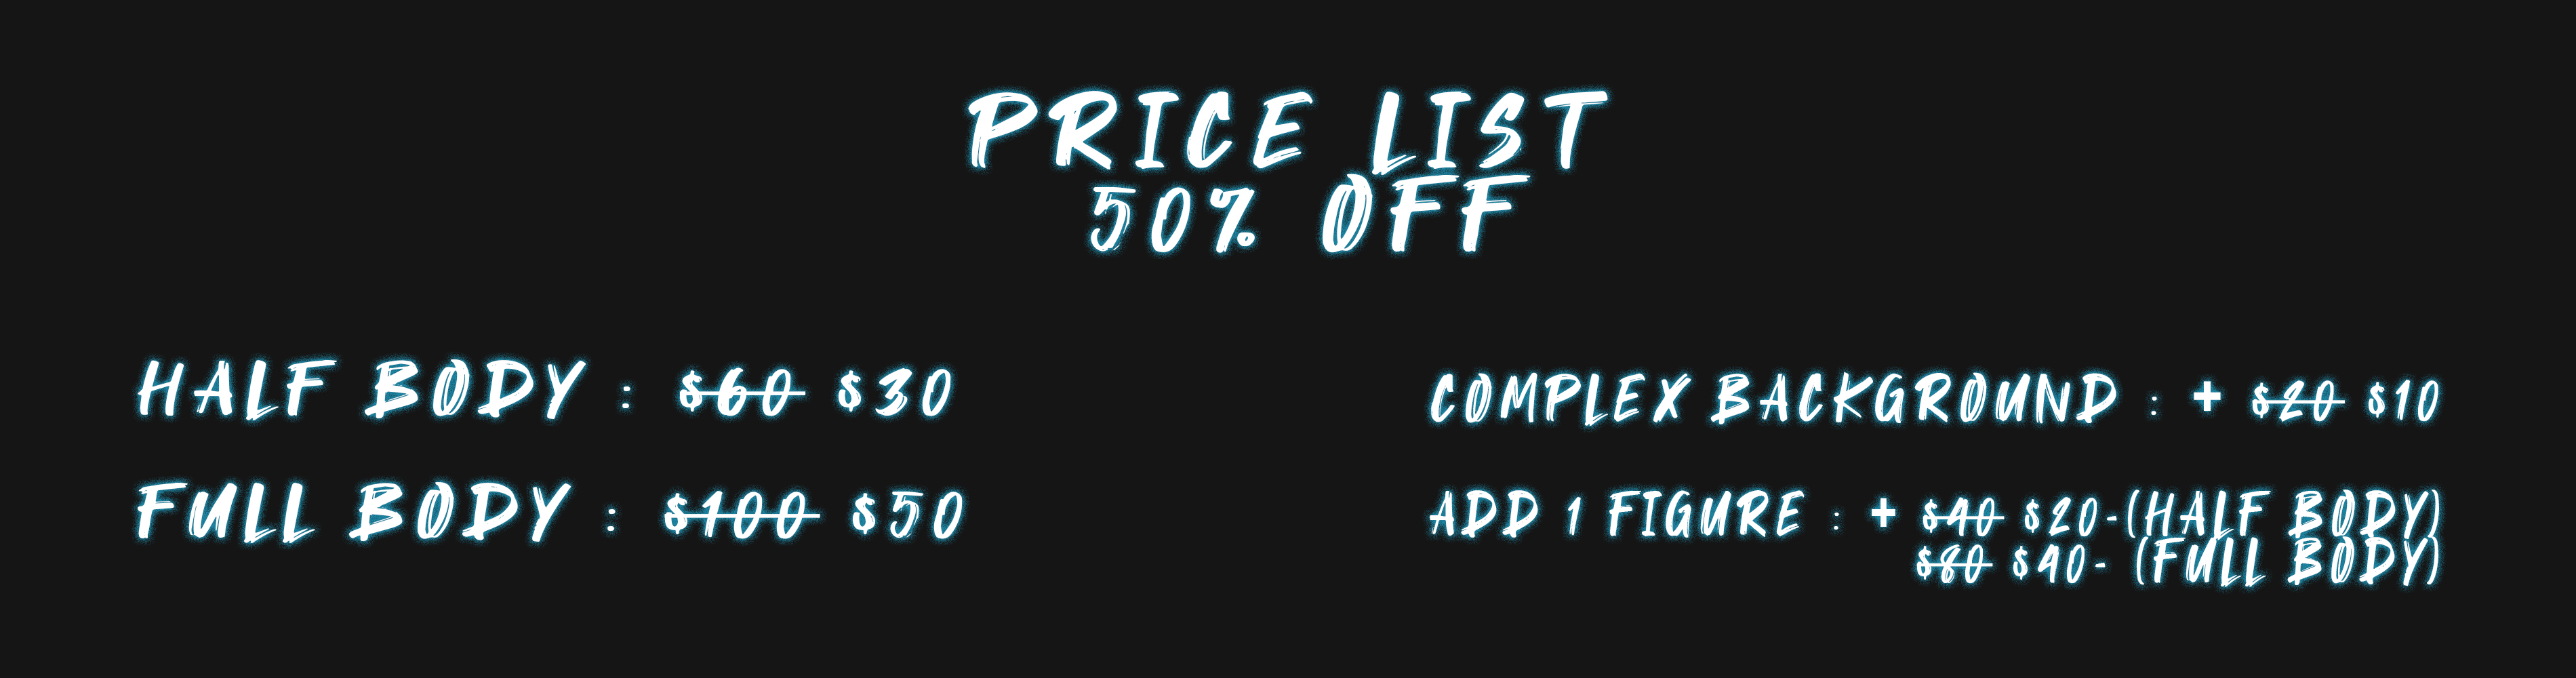 PRICE LIST
50% OFF
HALF BODY : $60 $30
FULL BODY : $100 $50
COMPLEX BACKGROUND : + $20 $10
ADD 1 FIGURE : + $40 $20-(HALF BODY)
$80 $40- (FULL BODY)